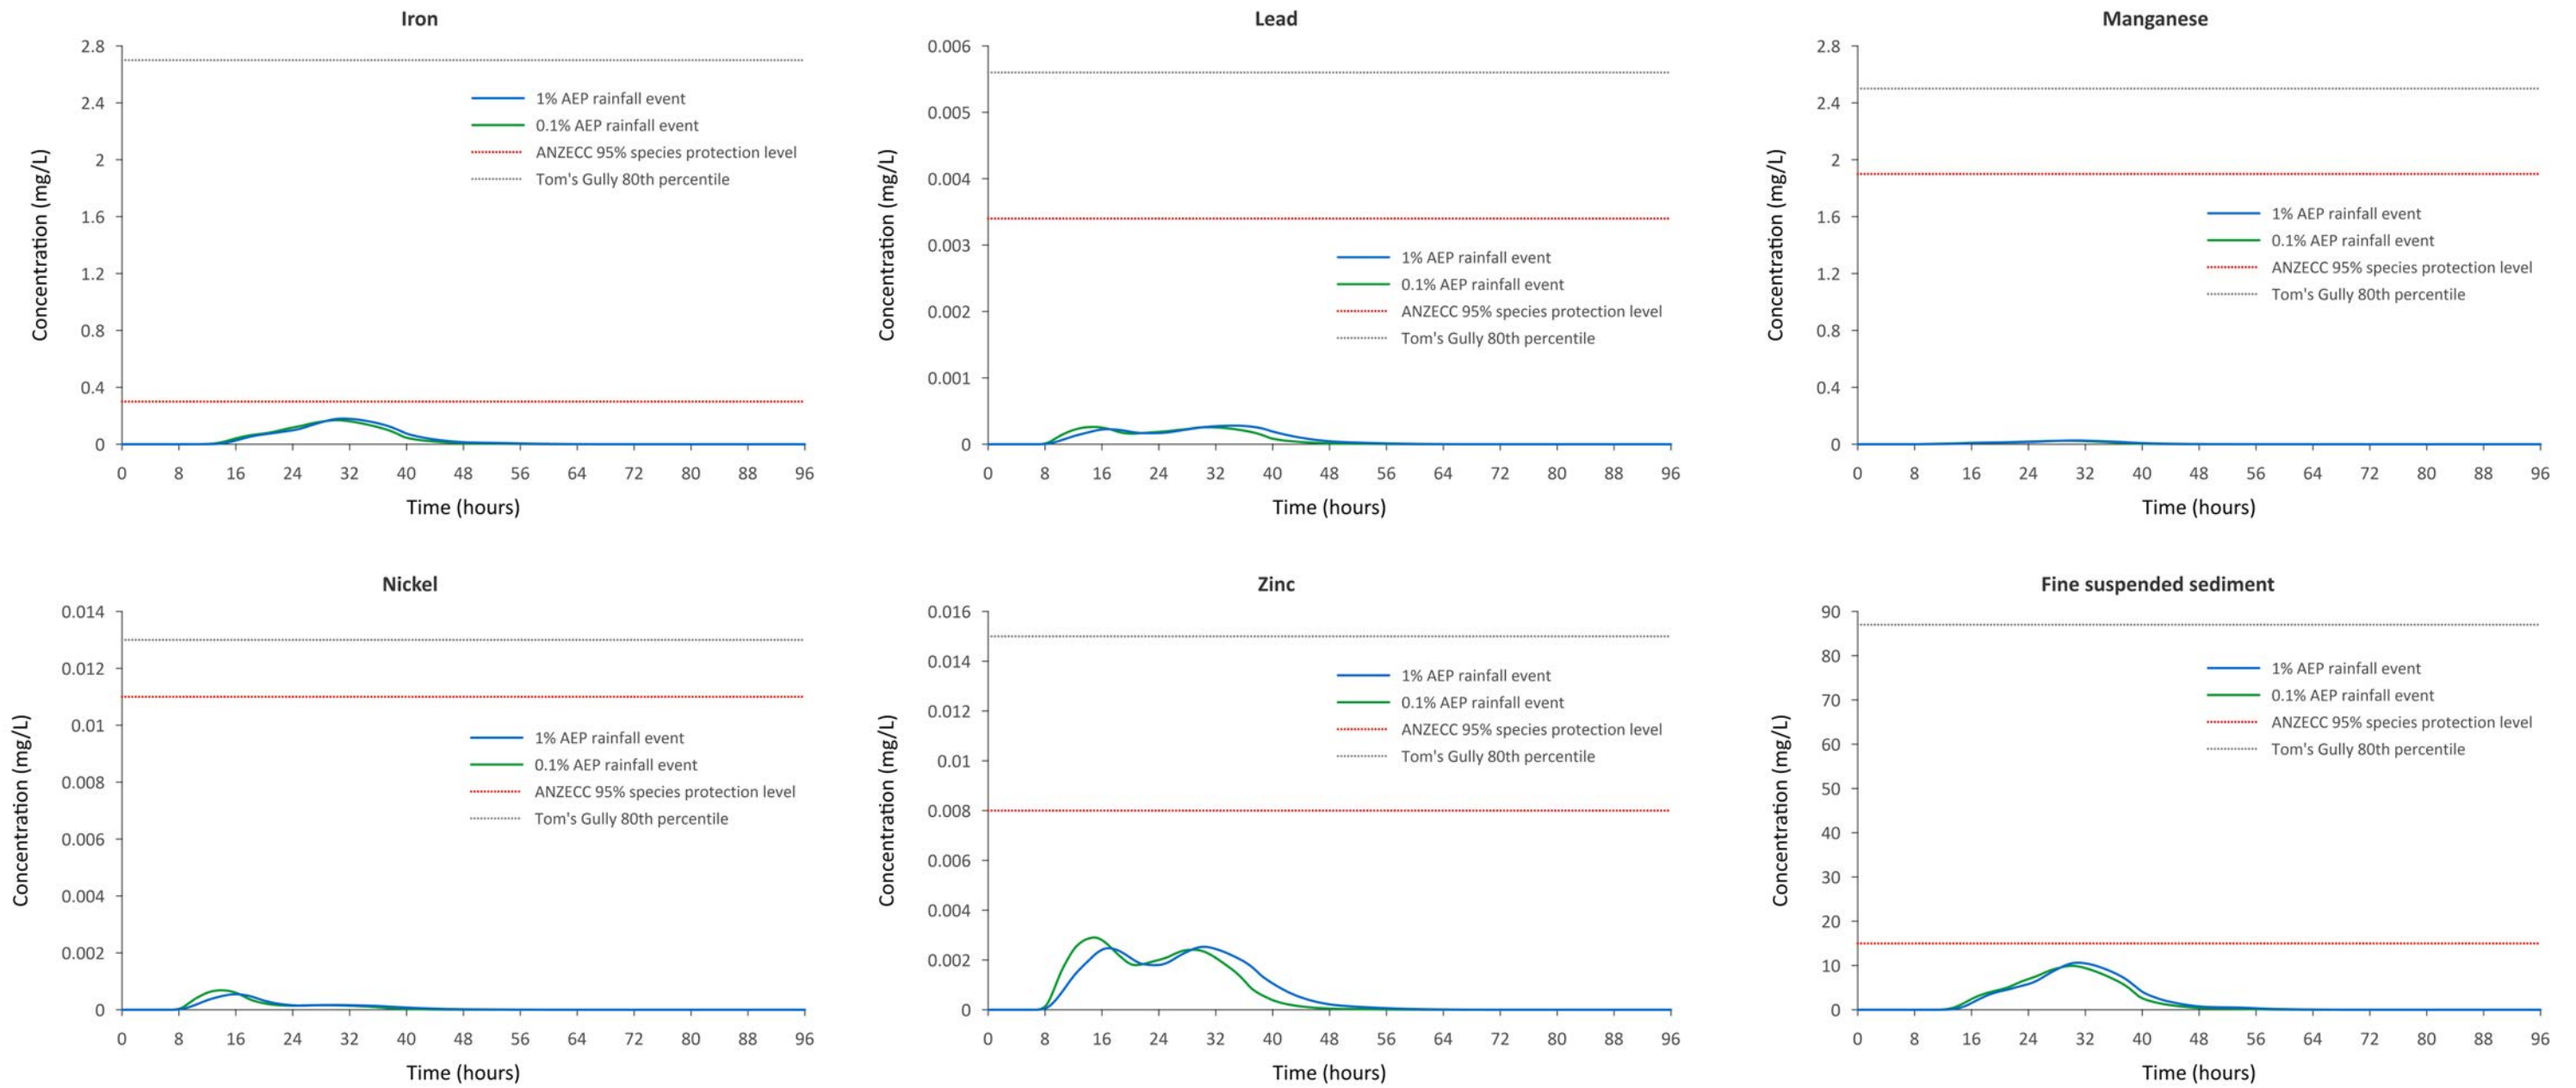 Iron
2.8
2.4
2
1.6
1.2
0.8
0.4
0
Concentration (mg/L)
1% AEP rainfall event
0.1% AEP rainfall event
ANZECC 95% species protection level
Tom's Gully 80th percentile
0 8 16 24 32 40 48 56 64 72 80 88 96
Time (hours)
Lead
0.006
0.005
0.004
0.003
0.002
0.001
0
Concentration (mg/L)
1% AEP rainfall event
0.1% AEP rainfall event
ANZECC 95% species protection level
Tom's Gully 80th percentile
0 8 16 24 32 40 48 56 64 72 80 88 96
Time (hours)
Manganese
2.8
2.4
2
1.6
1.2
0.8
0.4
0
Concentration (mg/L)
1% AEP rainfall event
0.1% AEP rainfall event
ANZECC 95% species protection level
Tom's Gully 80th percentile
0 8 16 24 32 40 48 56 64 72 80 88 96
Time (hours)
Nickel
0.014
0.012
0.01
0.008
0.006
0.004
0.002
0
Concentration (mg/L)
1% AEP rainfall event
0.1% AEP rainfall event
ANZECC 95% species protection level
Tom's Gully 80th percentile
0 8 16 24 32 40 48 56 64 72 80 88 96
Time (hours)
Zinc
0.016
0.014
0.012
0.01
0.008
0.006
0.004
0.002
0
Concentration (mg/L)
1% AEP rainfall event
0.1% AEP rainfall event
ANZECC 95% species protection level
Tom's Gully 80th percentile
0 8 16 24 32 40 48 56 64 72 80 88 96
Time (hours)
Fine suspended sediment
90
80
70
60
50
40
30
20
10
0
Concentration (mg/L)
1% AEP rainfall event
0.1% AEP rainfall event
ANZECC 95% species protection level
Tom's Gully 80th percentile
0 8 16 24 32 40 48 56 64 72 80 88 96
Time (hours)